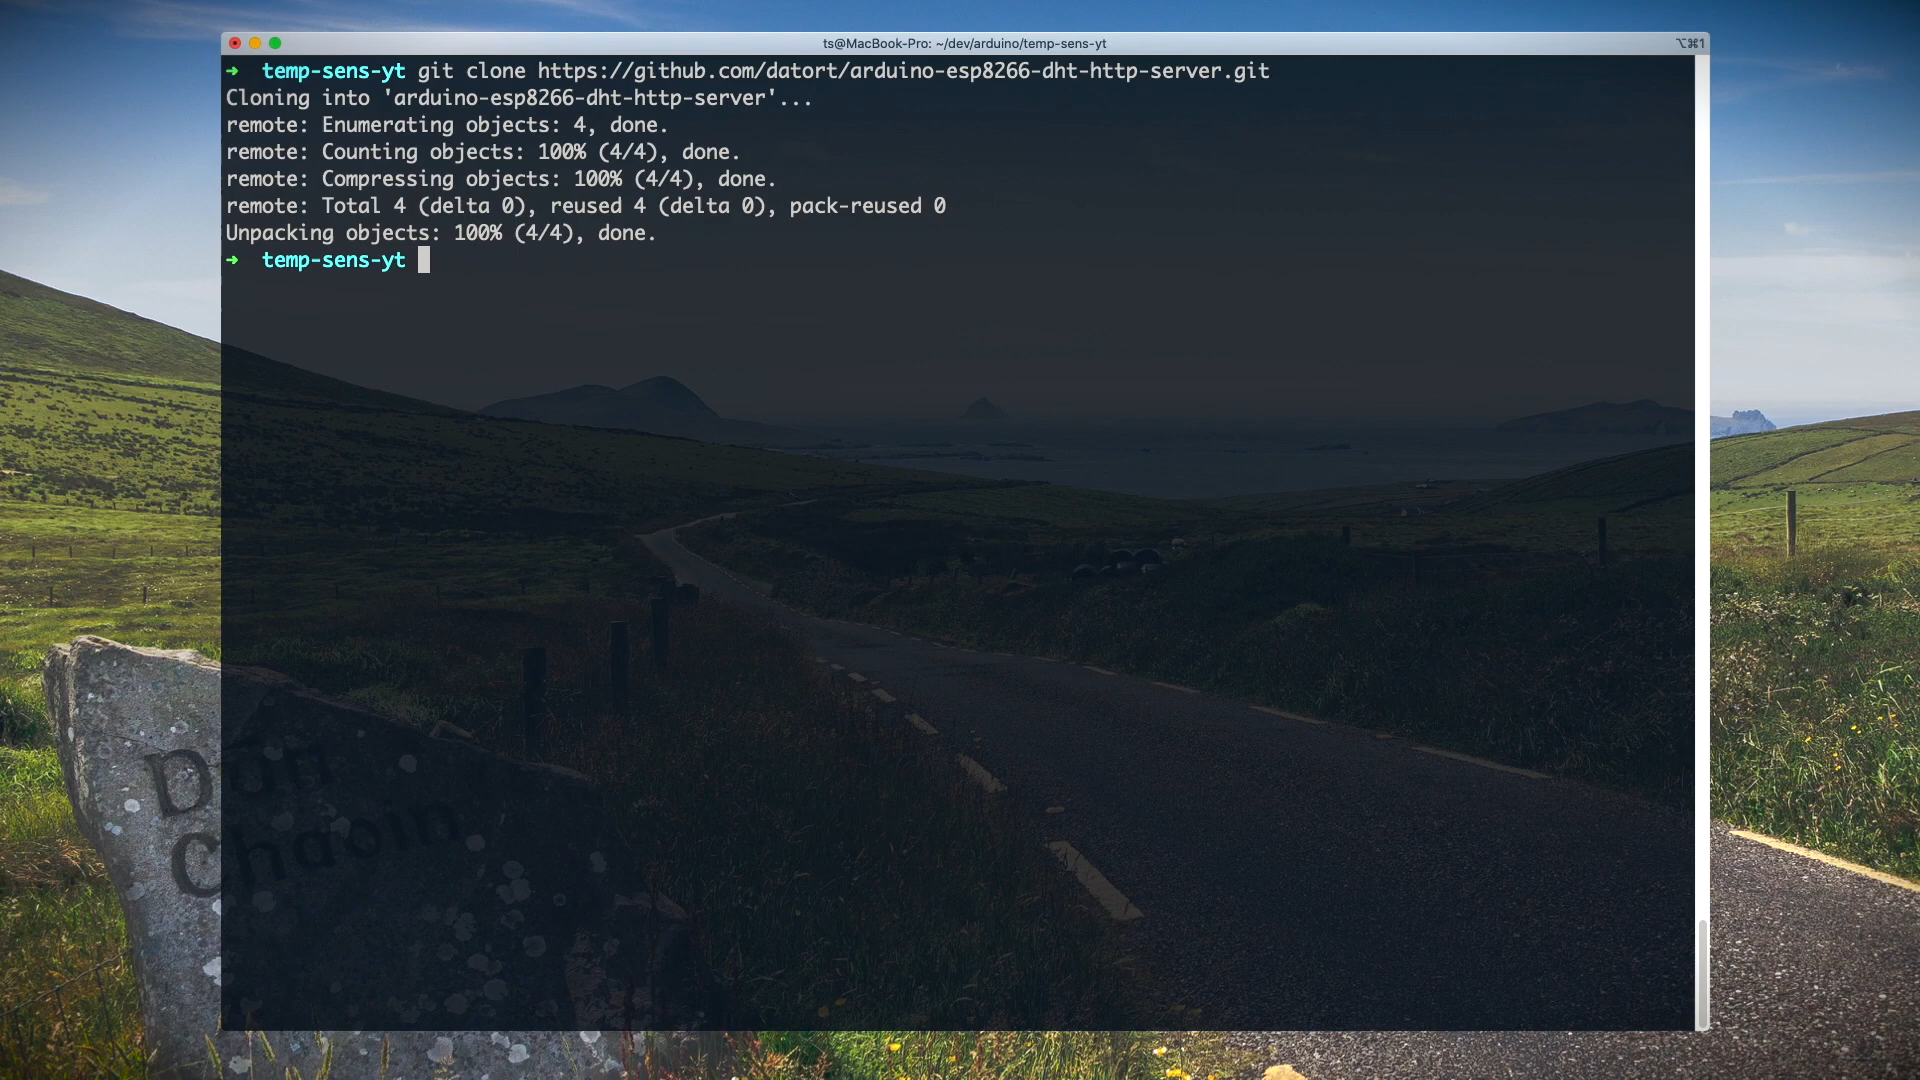 ts@MacBook-Pro: ~/dev/arduino/temp-sens-yt
⌥⌘1
➜ temp-sens-yt git clone https://github.com/datort/arduino-esp8266-dht-http-server.git
Cloning into 'arduino-esp8266-dht-http-server'...
remote: Enumerating objects: 4, done.
remote: Counting objects: 100% (4/4), done.
remote: Compressing objects: 100% (4/4), done.
remote: Total 4 (delta 0), reused 4 (delta 0), pack-reused 0
Unpacking objects: 100% (4/4), done.
➜ temp-sens-yt
Dún
Chaoin